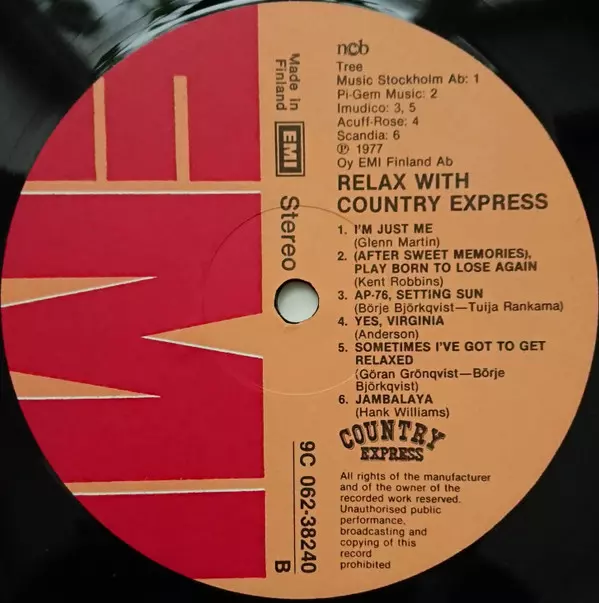 ncb
Tree
Music Stockholm Ab: 1
Pi-Gem Music: 2
Imudico: 3, 5
Acuff-Rose: 4
Scandia: 6
℗ 1977
Oy EMI Finland Ab
Made in
Finland
EMI
Stereo
RELAX WITH
COUNTRY EXPRESS
1. I'M JUST ME
(Glenn Martin)
2. (AFTER SWEET MEMORIES),
PLAY BORN TO LOSE AGAIN
(Kent Robbins)
3. AP-76, SETTING SUN
(Börje Björkqvist—Tuija Rankama)
4. YES, VIRGINIA
(Anderson)
5. SOMETIMES I'VE GOT TO GET
RELAXED
(Göran Grönqvist—Börje
Björkqvist)
6. JAMBALAYA
(Hank Williams)
COUNTRY
EXPRESS
9C 062-38240
B
All rights of the manufacturer
and of the owner of the
recorded work reserved.
Unauthorised public
performance,
broadcasting and
copying of this
record
prohibited
EMI